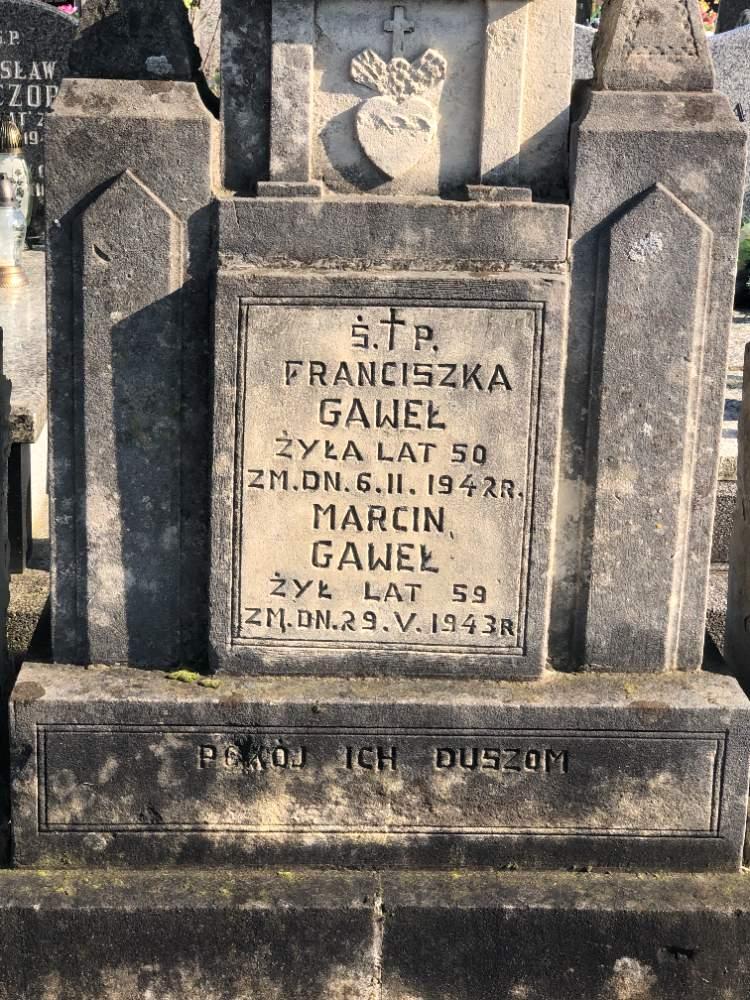 Ś.†P.
FRANCISZKA
GAWEŁ
ŻYŁA LAT 50
ZM.DN.6.II.1942R.
MARCIN
GAWEŁ
ŻYŁ LAT 59
ZM.DN.29.V.1943R
POKÓJ ICH DUSZOM